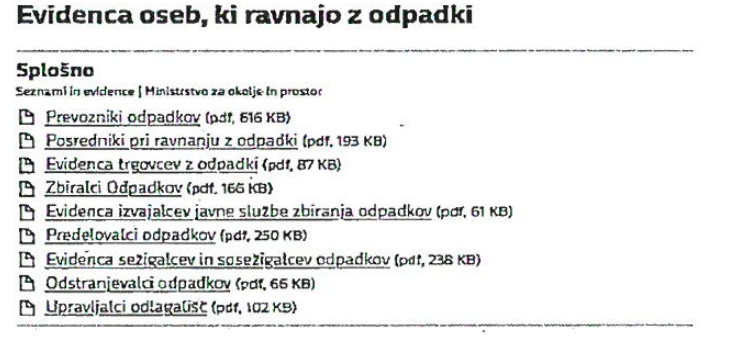 Evidenca oseb, ki ravnajo z odpadki
Splošno
Seznami in evidence | Ministrstvo za okolje in prostor
Prevozniki odpadkov (pdf, 616 KB)
Posredniki pri ravnanju z odpadki (pdf, 193 KB)
Evidenca trgovcev z odpadki (pdf, 87 KB)
Zbiralci Odpadkov (pdf, 166 KB)
Evidenca izvajalcev javne službe zbiranja odpadkov (pdf, 61 KB)
Predelovalci odpadkov (pdf, 250 KB)
Evidenca sežigalcev in sosežigalcev odpadkov (pdf, 238 KB)
Odstranjevalci odpadkov (pdf, 66 KB)
Upravljalci odlagališč (pdf, 102 KB)